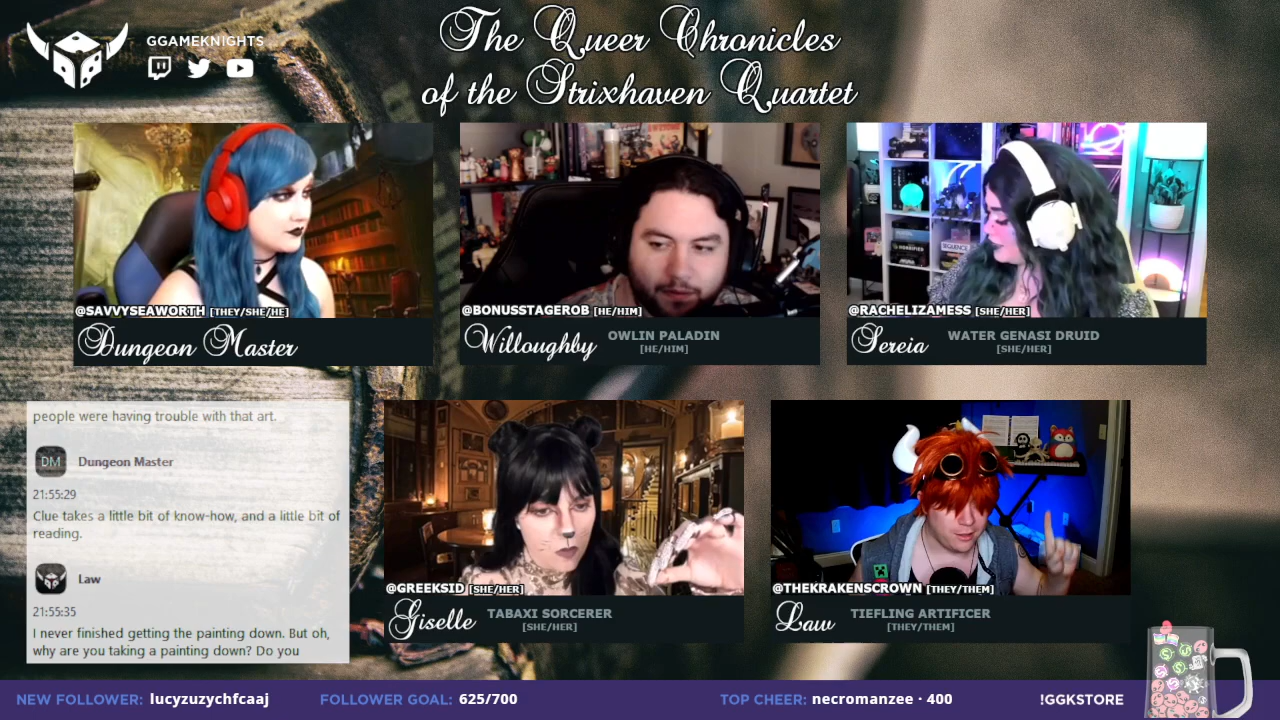 GGAMEKNIGHTS
The Queer Chronicles
of the Strixhaven Quartet
@SAVVYSEAWORTH [THEY/SHE/HE]
Dungeon Master
@BONUSSTAGEROB [HE/HIM]
Willoughby OWLIN PALADIN
[HE/HIM]
@RACHELIZAMESS [SHE/HER]
Sereia WATER GENASI DRUID
[SHE/HER]
SEQUENCE
people were having trouble with that art.
DM Dungeon Master
21:55:29
Clue takes a little bit of know-how, and a little bit of
reading.
Law
21:55:35
I never finished getting the painting down. But oh,
why are you taking a painting down? Do you
@GREEKSID [SHE/HER]
Giselle TABAXI SORCERER
[SHE/HER]
@THEKRAKENSCROWN [THEY/THEM]
Law TIEFLING ARTIFICER
[THEY/THEM]
NEW FOLLOWER: lucyzuzychfcaaj FOLLOWER GOAL: 625/700 TOP CHEER: necromanzee · 400 !GGKSTORE